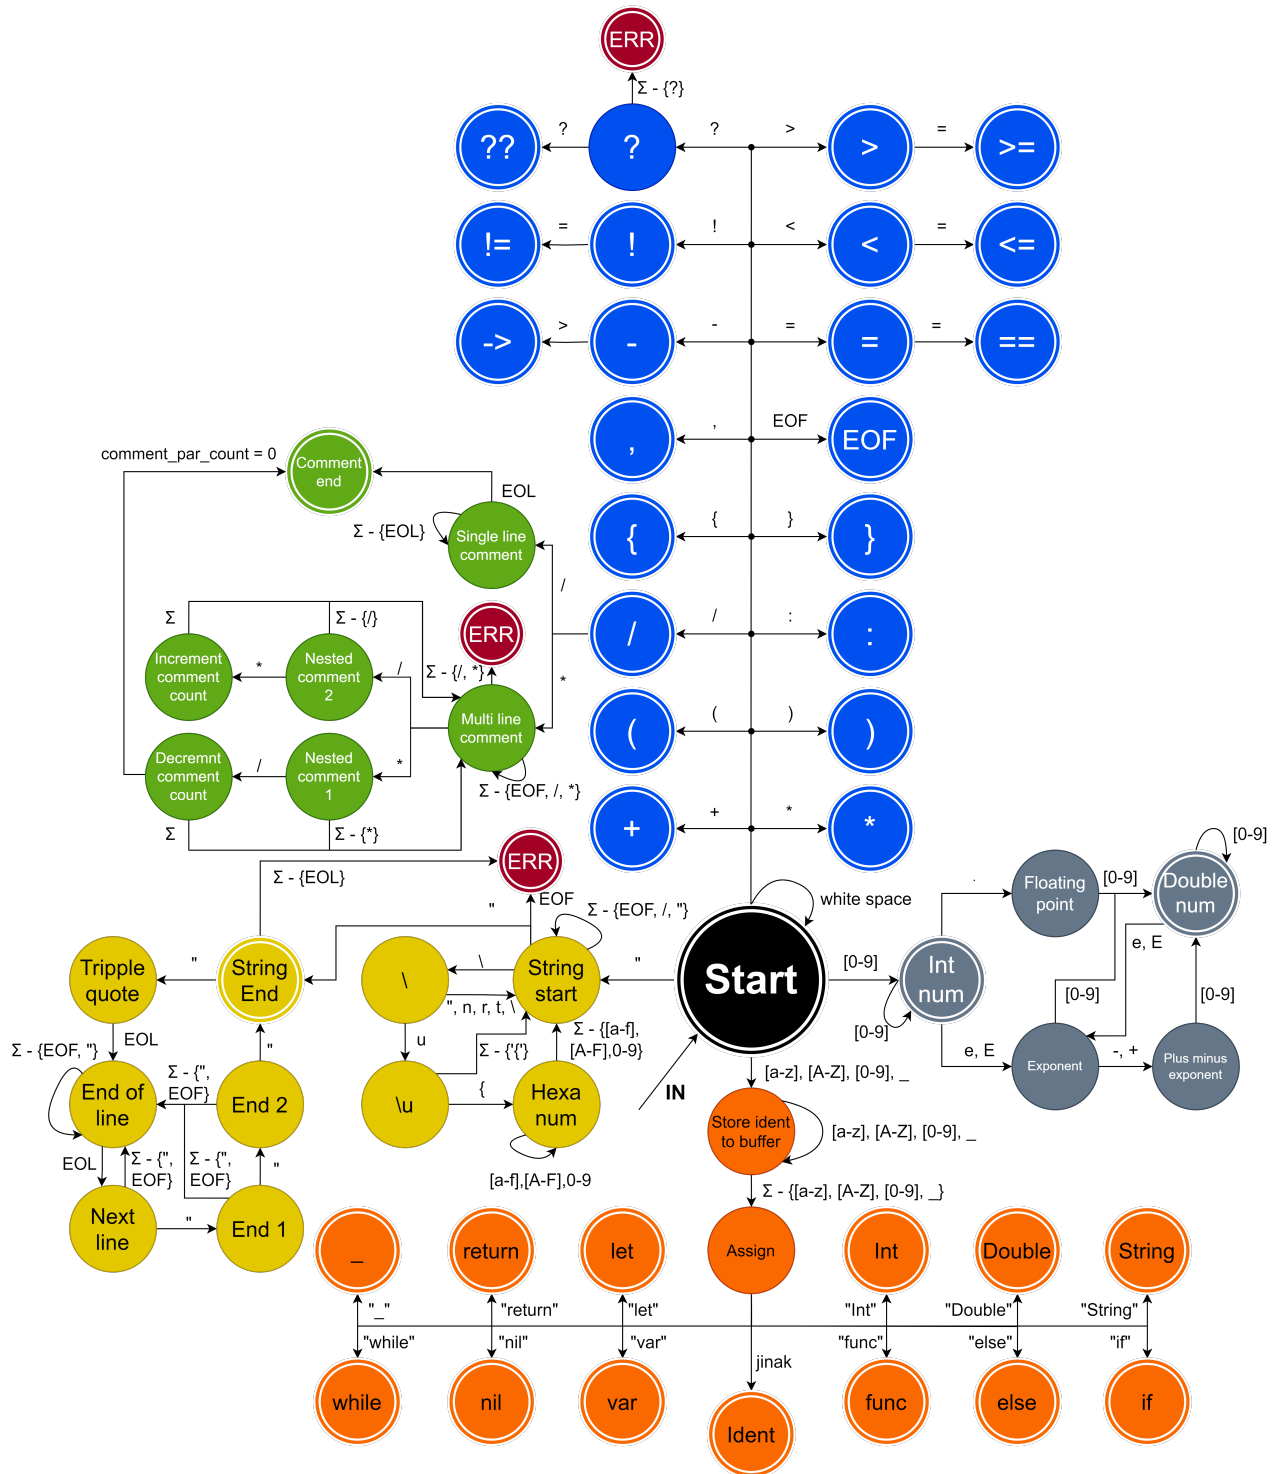 ERR
Σ - {?}
??
?
?
?
>
>
=
>=
!=
=
!
!
<
<
=
<=
->
>
-
-
=
=
=
==
,
,
EOF
EOF
comment_par_count = 0
Comment
end
EOL
Σ - {EOL}
Single line
comment
{
{
}
}
/
/
/
:
:
Σ
Σ - {/}
ERR
Increment
comment
count
*
Nested
comment
2
/
Σ - {/, *}
*
Multi line
comment
(
(
)
)
Decremnt
comment
count
/
Nested
comment
1
*
Σ - {EOF, /, *}
Σ
Σ - {*}
+
+
*
*
ERR
Σ - {EOL}
EOF
"
Σ - {EOF, /, "}
white space
Floating
point
.
[0-9]
Double
num
[0-9]
e, E
Tripple
quote
"
String
End
\
\
String
start
"
Start
[0-9]
Int
num
", n, r, t, \
[0-9]
[0-9]
[0-9]
EOL
Σ - {EOF, "}
"
u
Σ - {'{'}
Σ - {[a-f],
[A-F],0-9}
IN
e, E
Exponent
-, +
Plus minus
exponent
End of
line
Σ - {",
EOF}
End 2
\u
{
Hexa
num
[a-z], [A-Z], [0-9], _
Store ident
to buffer
[a-z], [A-Z], [0-9], _
EOL
Σ - {",
EOF}
Σ - {",
EOF}
"
[a-f],[A-F],0-9
Σ - {[a-z], [A-Z], [0-9], _}
Next
line
"
End 1
_
return
let
Assign
Int
Double
String
"_"
"return"
"let"
"Int"
"Double"
"String"
"while"
"nil"
"var"
"func"
"else"
"if"
jinak
while
nil
var
Ident
func
else
if